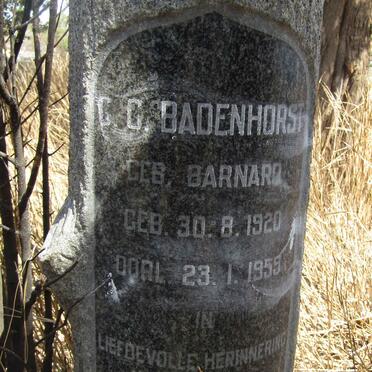 C. C. BADENHORST
GEB. BARNARD
GEB. 30. 8. 1920
OORL. 23. 1. 1959
IN
LIEFDEVOLLE HERINNERING